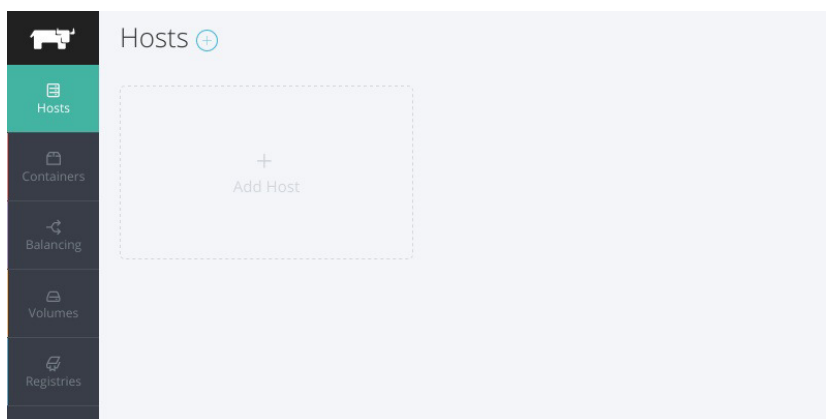 Hosts
Hosts
Containers
Balancing
Volumes
Registries
Add Host